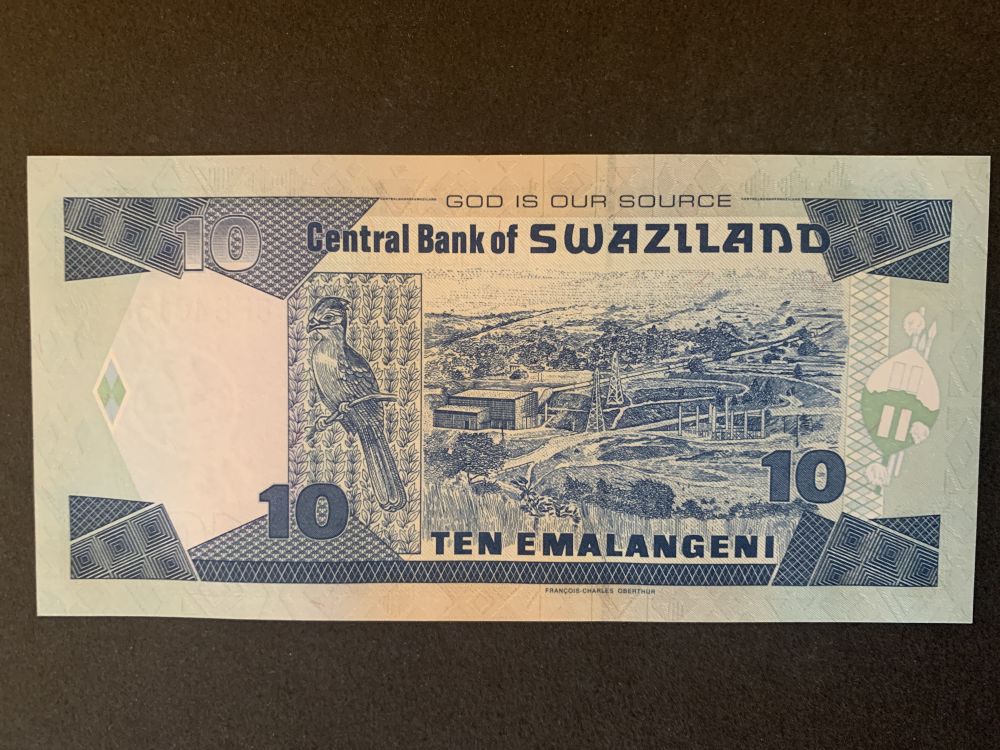 GOD IS OUR SOURCE
10
Central Bank of SWAZILAND
10
10
TEN EMALANGENI
FRANÇOIS-CHARLES OBERTHUR